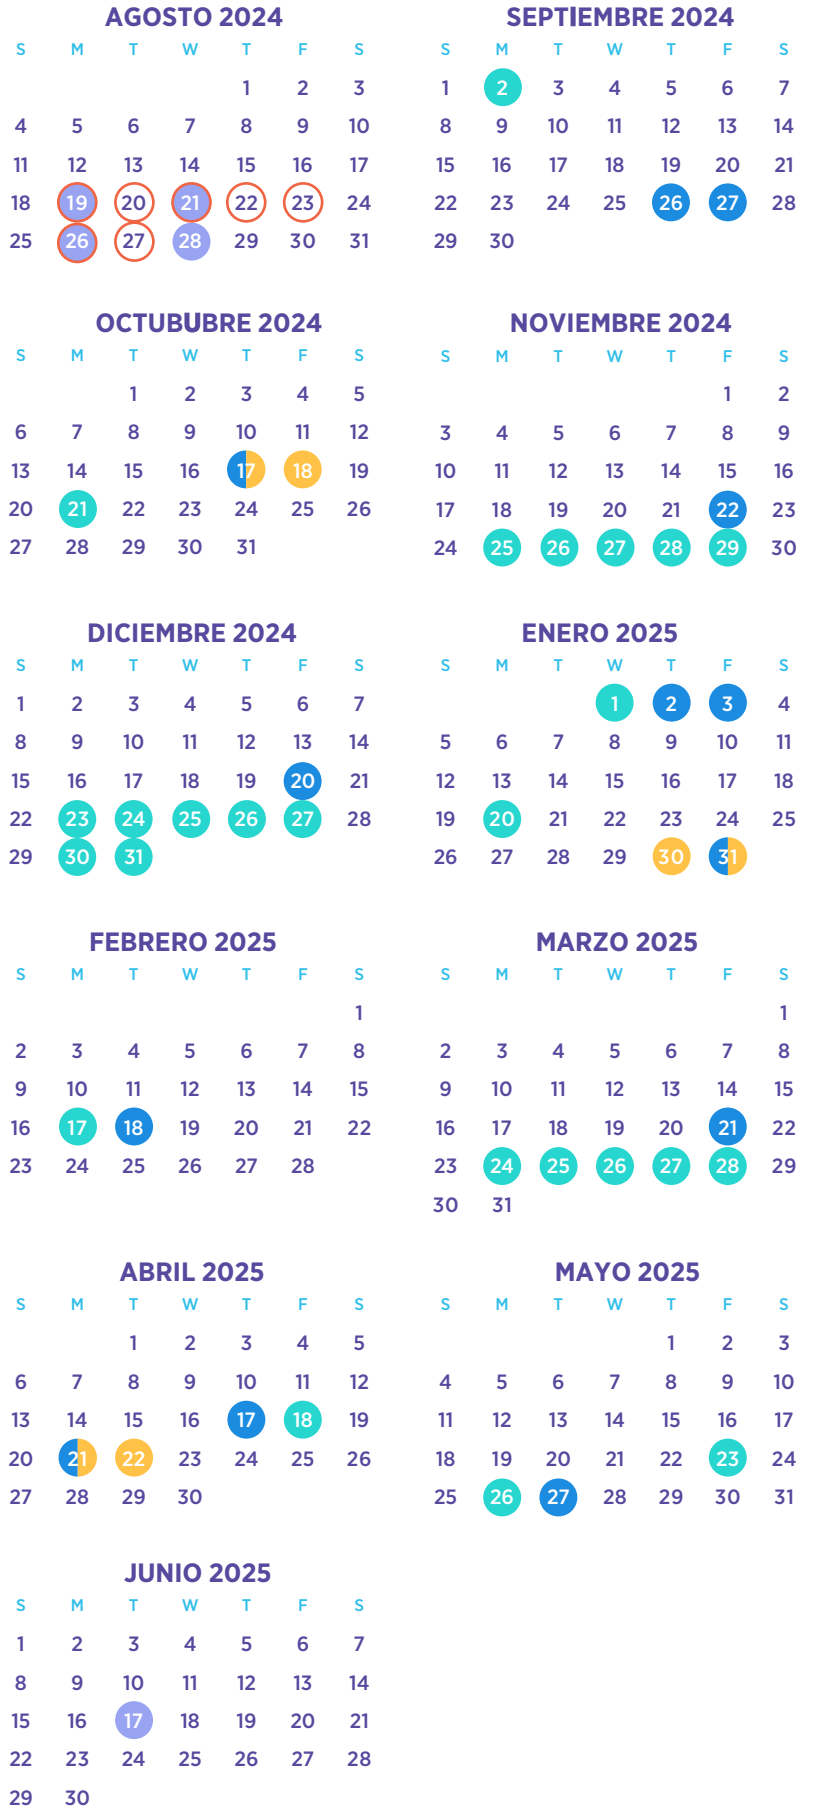 AGOSTO 2024
S M T W T F S
1 2 3
4 5 6 7 8 9 10
11 12 13 14 15 16 17
18 19 20 21 22 23 24
25 26 27 28 29 30 31
SEPTIEMBRE 2024
S M T W T F S
1 2 3 4 5 6 7
8 9 10 11 12 13 14
15 16 17 18 19 20 21
22 23 24 25 26 27 28
29 30
OCTUBUBRE 2024
S M T W T F S
1 2 3 4 5
6 7 8 9 10 11 12
13 14 15 16 17 18 19
20 21 22 23 24 25 26
27 28 29 30 31
NOVIEMBRE 2024
S M T W T F S
1 2
3 4 5 6 7 8 9
10 11 12 13 14 15 16
17 18 19 20 21 22 23
24 25 26 27 28 29 30
DICIEMBRE 2024
S M T W T F S
1 2 3 4 5 6 7
8 9 10 11 12 13 14
15 16 17 18 19 20 21
22 23 24 25 26 27 28
29 30 31
ENERO 2025
S M T W T F S
1 2 3 4
5 6 7 8 9 10 11
12 13 14 15 16 17 18
19 20 21 22 23 24 25
26 27 28 29 30 31
FEBRERO 2025
S M T W T F S
1
2 3 4 5 6 7 8
9 10 11 12 13 14 15
16 17 18 19 20 21 22
23 24 25 26 27 28
MARZO 2025
S M T W T F S
1
2 3 4 5 6 7 8
9 10 11 12 13 14 15
16 17 18 19 20 21 22
23 24 25 26 27 28 29
30 31
ABRIL 2025
S M T W T F S
1 2 3 4 5
6 7 8 9 10 11 12
13 14 15 16 17 18 19
20 21 22 23 24 25 26
27 28 29 30
MAYO 2025
S M T W T F S
1 2 3
4 5 6 7 8 9 10
11 12 13 14 15 16 17
18 19 20 21 22 23 24
25 26 27 28 29 30 31
JUNIO 2025
S M T W T F S
1 2 3 4 5 6 7
8 9 10 11 12 13 14
15 16 17 18 19 20 21
22 23 24 25 26 27 28
29 30